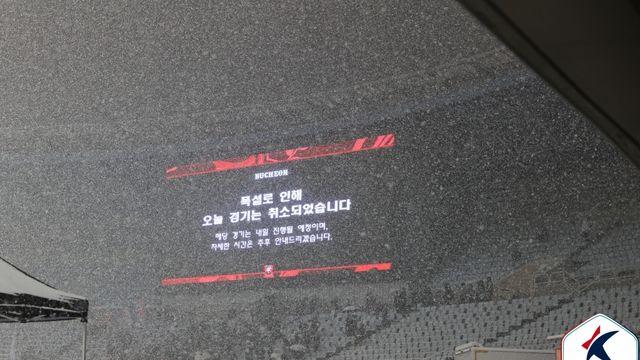 BUCHEON
폭설로 인해
오늘 경기는 취소되었습니다
해당 경기는 내일 진행될 예정이며,
자세한 시간은 추후 안내드리겠습니다.